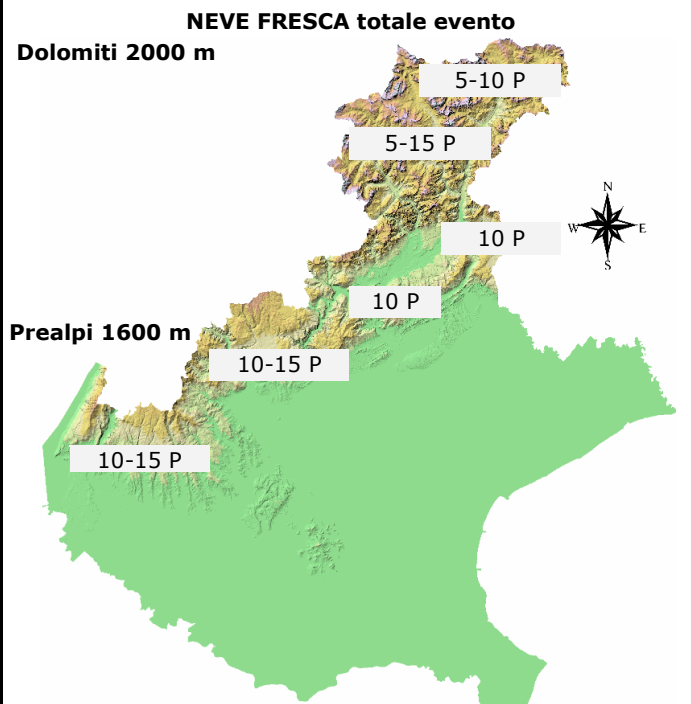 NEVE FRESCA totale evento
Dolomiti 2000 m
5-10 P
5-15 P
N
W E
S
10 P
10 P
Prealpi 1600 m
10-15 P
10-15 P